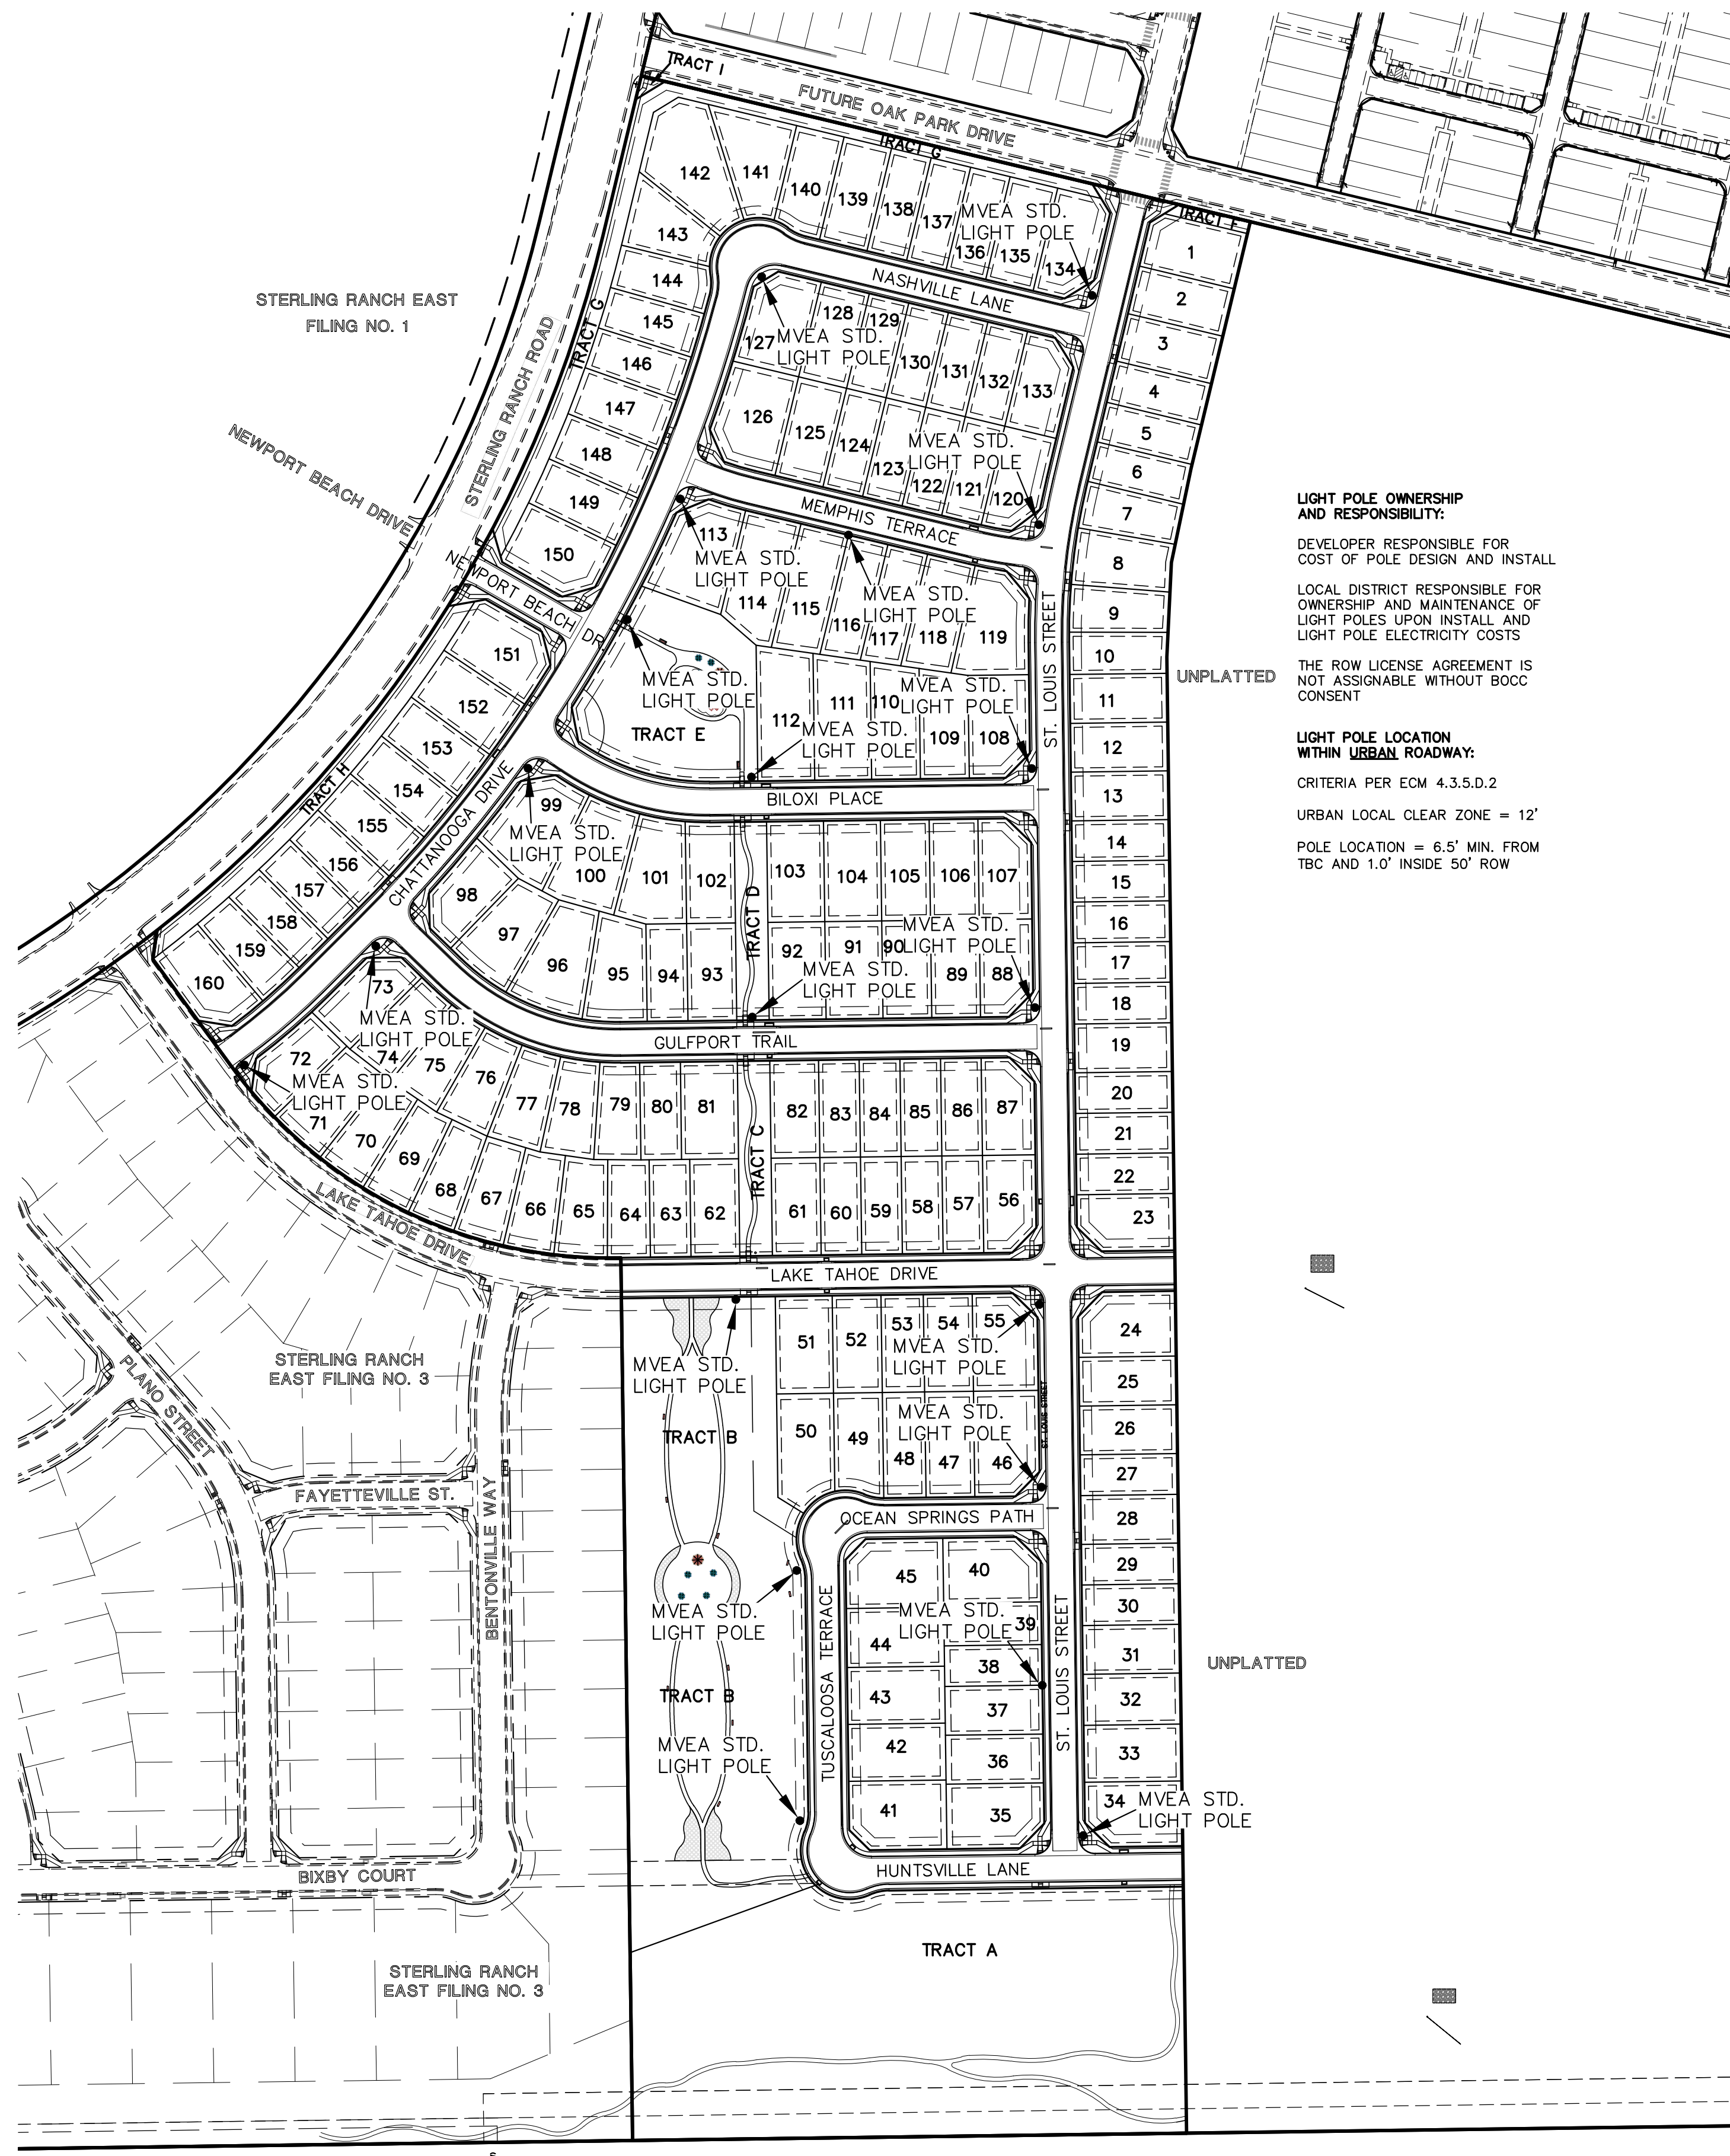 TRACT I
FUTURE OAK PARK DRIVE
TRACT G
TRACT F
142
141
140
139
138
137
136
135
134
MVEA STD.
LIGHT POLE
1
2
3
4
5
6
7
8
9
10
11
12
13
14
15
16
17
18
19
20
21
22
23
143
144
145
146
147
148
149
150
NASHVILLE LANE
STERLING RANCH EAST
FILING NO. 1
STERLING RANCH ROAD
TRACT G
NEWPORT BEACH DRIVE
127
128
129
130
131
132
133
MVEA STD.
LIGHT POLE
126
125
124
123
122
121
120
MVEA STD.
LIGHT POLE
MEMPHIS TERRACE
NEWPORT BEACH DR.
113
MVEA STD.
LIGHT POLE
114
115
116
117
118
119
MVEA STD.
LIGHT POLE
ST. LOUIS STREET
UNPLATTED
MVEA STD.
LIGHT POLE
TRACT E
112
111
110
109
108
MVEA STD.
LIGHT POLE
MVEA STD.
LIGHT POLE
BILOXI PLACE
LIGHT POLE OWNERSHIP
AND RESPONSIBILITY:
DEVELOPER RESPONSIBLE FOR
COST OF POLE DESIGN AND INSTALL
LOCAL DISTRICT RESPONSIBLE FOR
OWNERSHIP AND MAINTENANCE OF
LIGHT POLES UPON INSTALL AND
LIGHT POLE ELECTRICITY COSTS
THE ROW LICENSE AGREEMENT IS
NOT ASSIGNABLE WITHOUT BOCC
CONSENT
LIGHT POLE LOCATION
WITHIN URBAN ROADWAY:
CRITERIA PER ECM 4.3.5.D.2
URBAN LOCAL CLEAR ZONE = 12'
POLE LOCATION = 6.5' MIN. FROM
TBC AND 1.0' INSIDE 50' ROW
151
152
153
154
155
156
157
158
159
160
TRACT H
CHATTANOOGA DRIVE
99
MVEA STD.
LIGHT POLE
100
101
102
103
104
105
106
107
98
97
96
95
94
93
TRACT D
92
91
90
89
88
MVEA STD.
LIGHT POLE
MVEA STD.
LIGHT POLE
GULFPORT TRAIL
73
MVEA STD.
LIGHT POLE
72
74
75
76
77
78
79
80
81
82
83
84
85
86
87
MVEA STD.
LIGHT POLE
71
70
69
68
67
66
65
64
63
62
TRACT C
61
60
59
58
57
56
LAKE TAHOE DRIVE
LAKE TAHOE DRIVE
51
52
53
54
55
MVEA STD.
LIGHT POLE
MVEA STD.
LIGHT POLE
ST. LOUIS STREET
24
25
26
27
28
29
30
31
32
33
34
STERLING RANCH
EAST FILING NO. 3
PLANO STREET
TRACT B
50
49
48
47
46
MVEA STD.
LIGHT POLE
FAYETTEVILLE ST.
BENTONVILLE WAY
OCEAN SPRINGS PATH
45
40
MVEA STD.
LIGHT POLE
MVEA STD.
LIGHT POLE
39
44
38
43
37
42
36
41
35
TUSCALOOSA TERRACE
ST. LOUIS STREET
UNPLATTED
TRACT B
MVEA STD.
LIGHT POLE
MVEA STD.
LIGHT POLE
HUNTSVILLE LANE
BIXBY COURT
TRACT A
STERLING RANCH
EAST FILING NO. 3
S